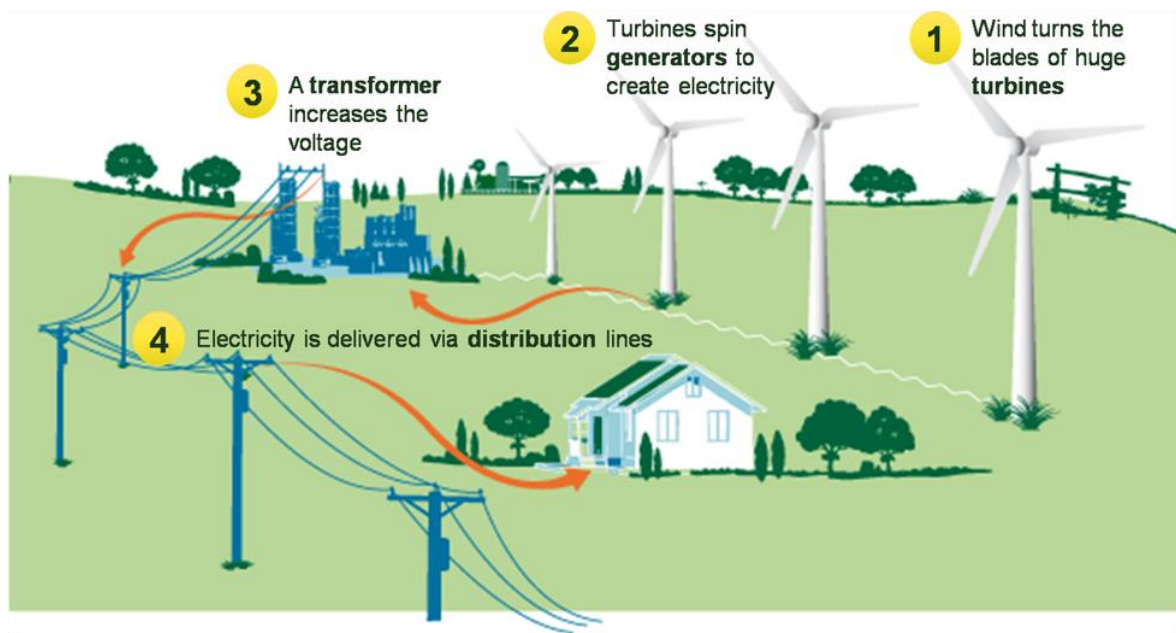 1
Wind turns the
blades of huge
turbines
2
Turbines spin
generators to
create electricity
3
A transformer
increases the
voltage
4
Electricity is delivered via distribution lines